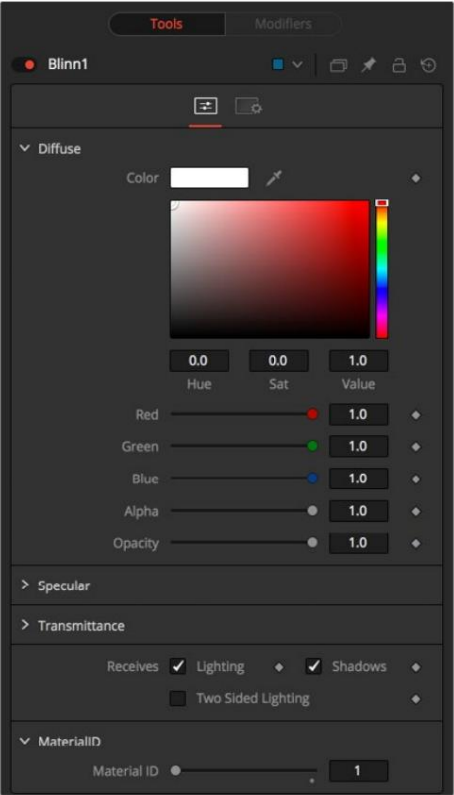 Tools Modifiers
Blinn1
Diffuse
Color
0.0 0.0 1.0
Hue Sat Value
Red 1.0
Green 1.0
Blue 1.0
Alpha 1.0
Opacity 1.0
Specular
Transmittance
Receives Lighting Shadows
Two Sided Lighting
MaterialID
Material ID 1